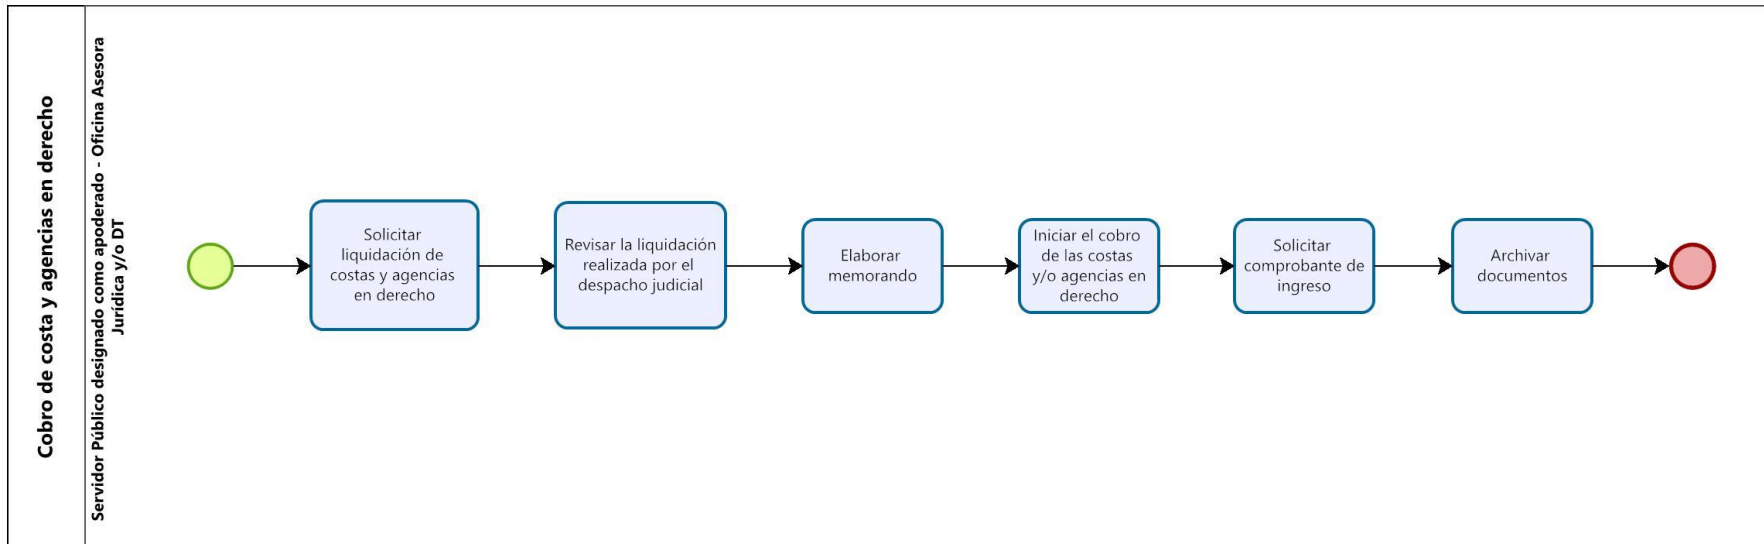 Cobro de costa y agencias en derecho
Servidor Público designado como apoderado - Oficina Asesora
Jurídica y/o DT
Solicitar
liquidación de
costas y agencias
en derecho
Revisar la liquidación
realizada por el
despacho judicial
Elaborar
memorando
Iniciar el cobro
de las costas
y/o agencias en
derecho
Solicitar
comprobante de
ingreso
Archivar
documentos